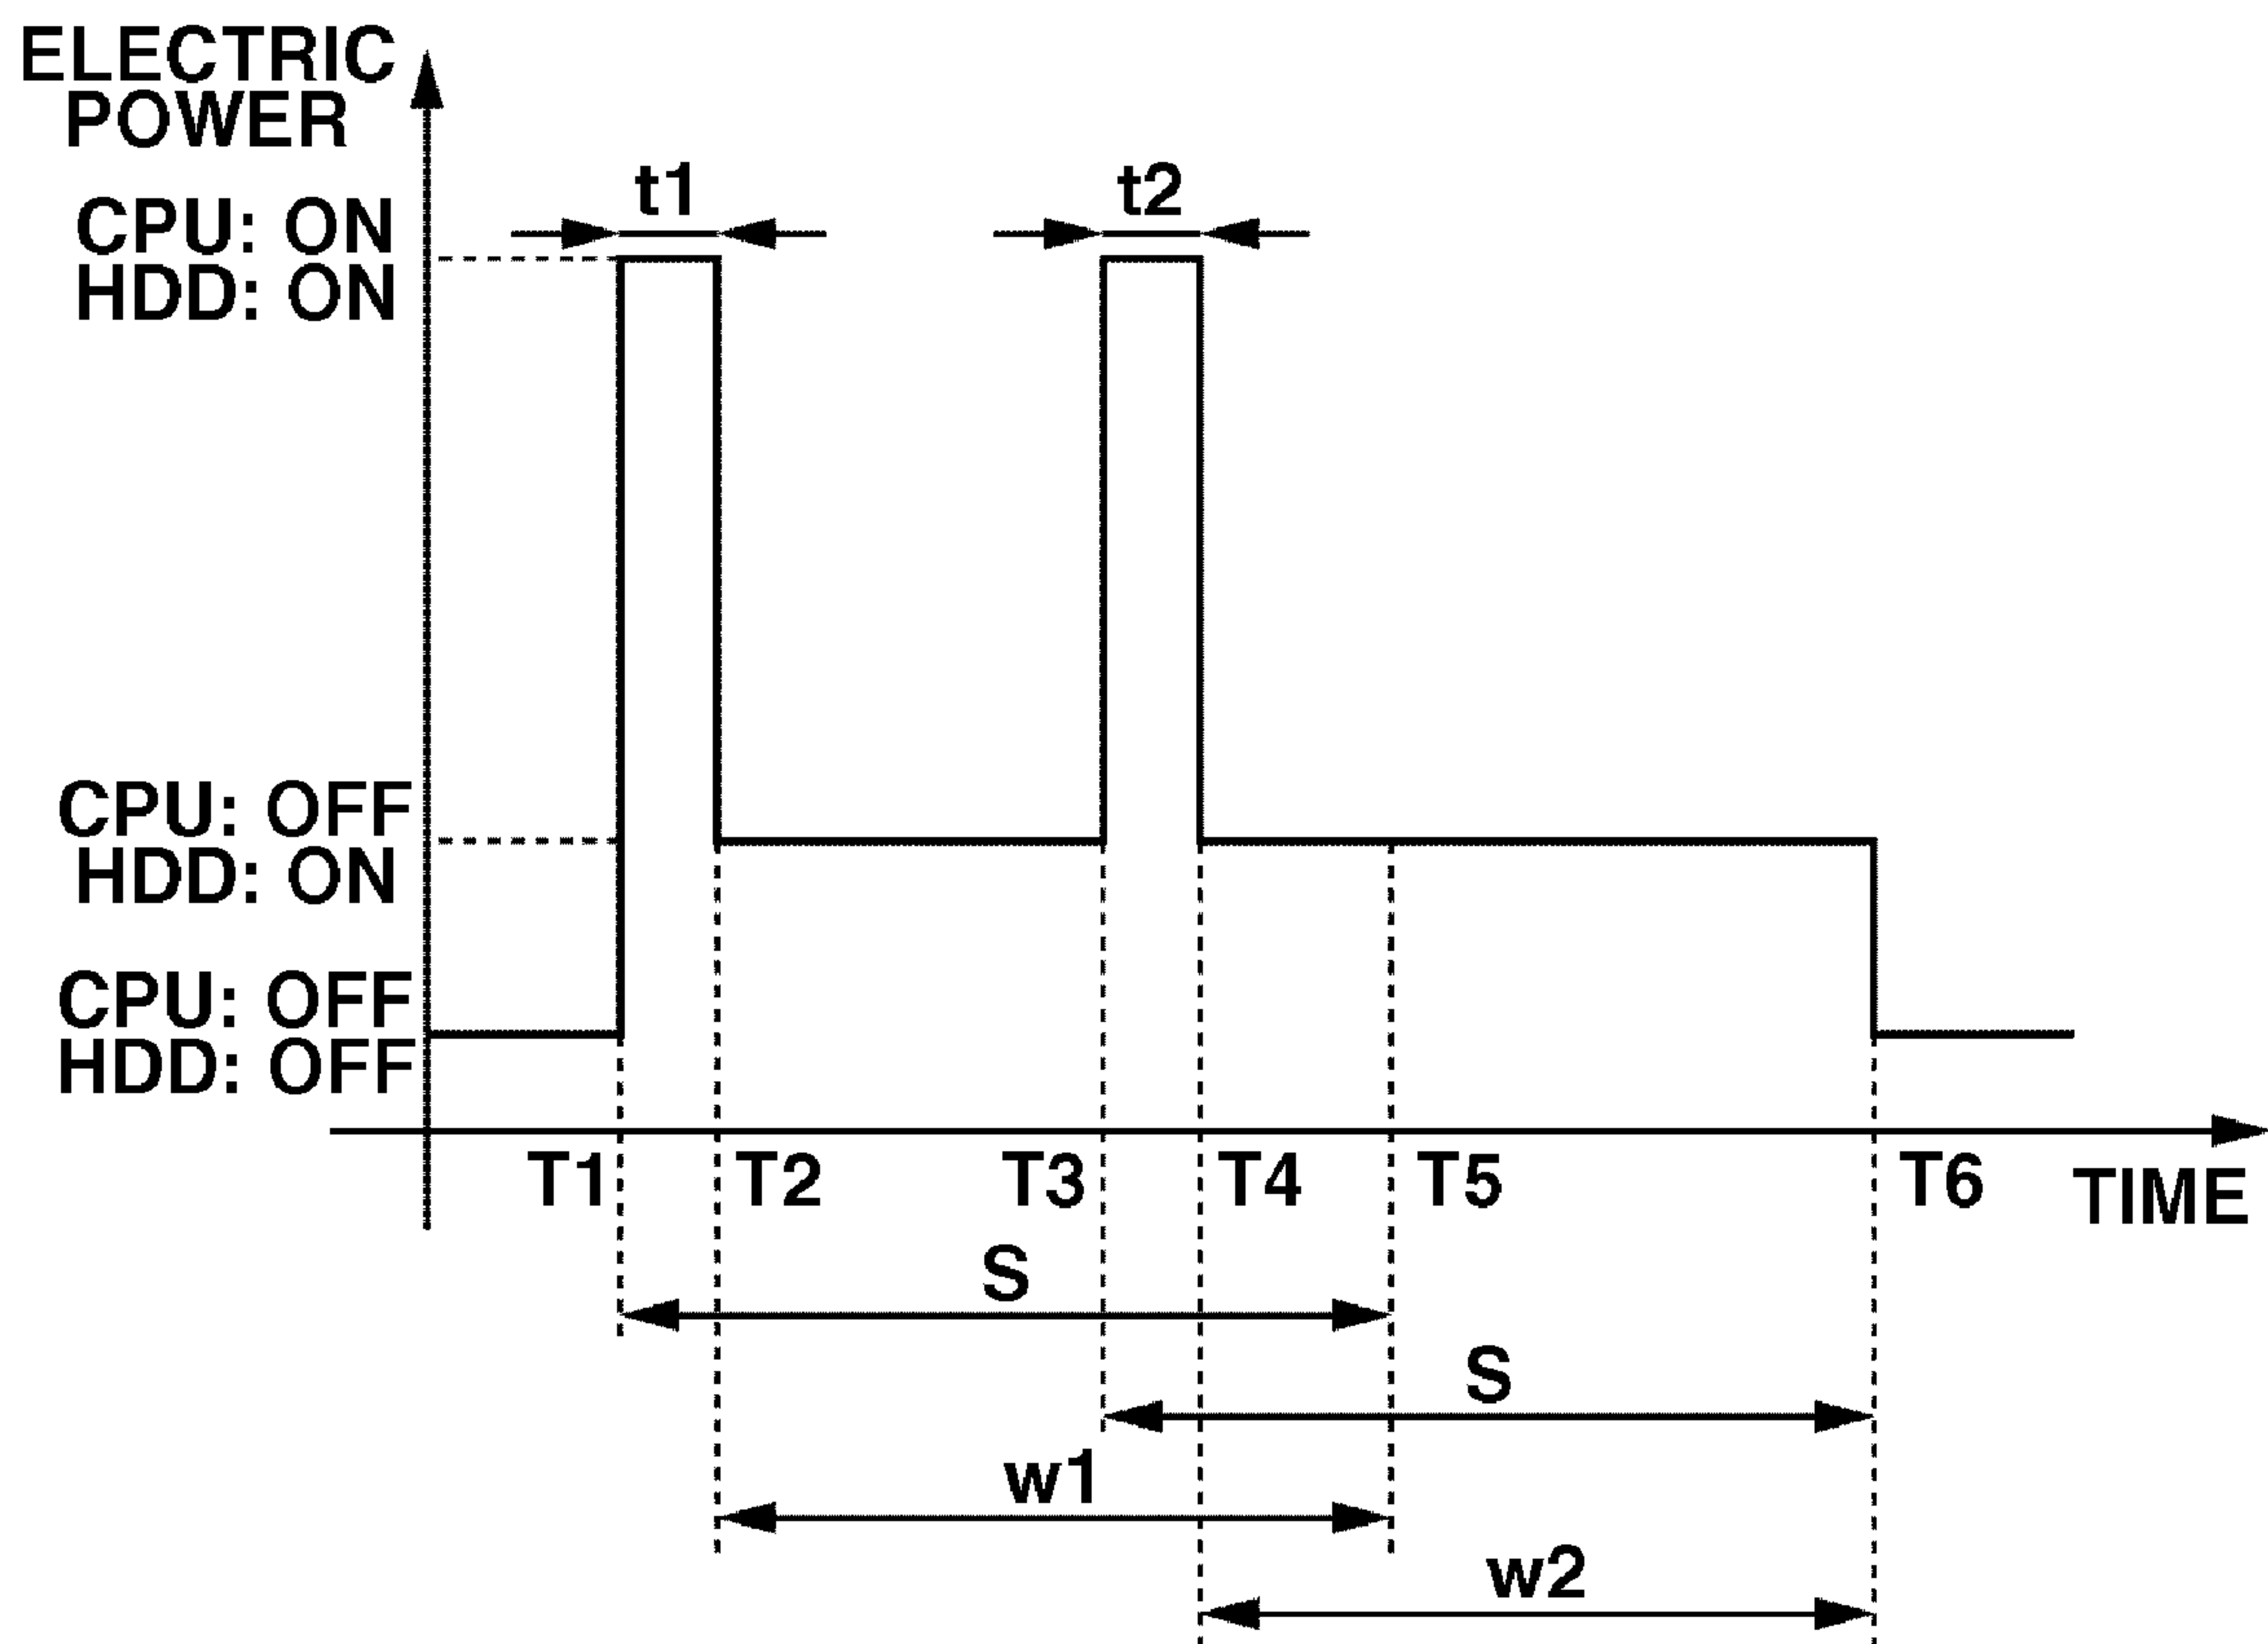 ELECTRIC
POWER
t1
t2
CPU: ON
HDD: ON
CPU: OFF
HDD: ON
CPU: OFF
HDD: OFF
T1
T2
T3
T4
T5
T6
TIME
S
S
w1
w2